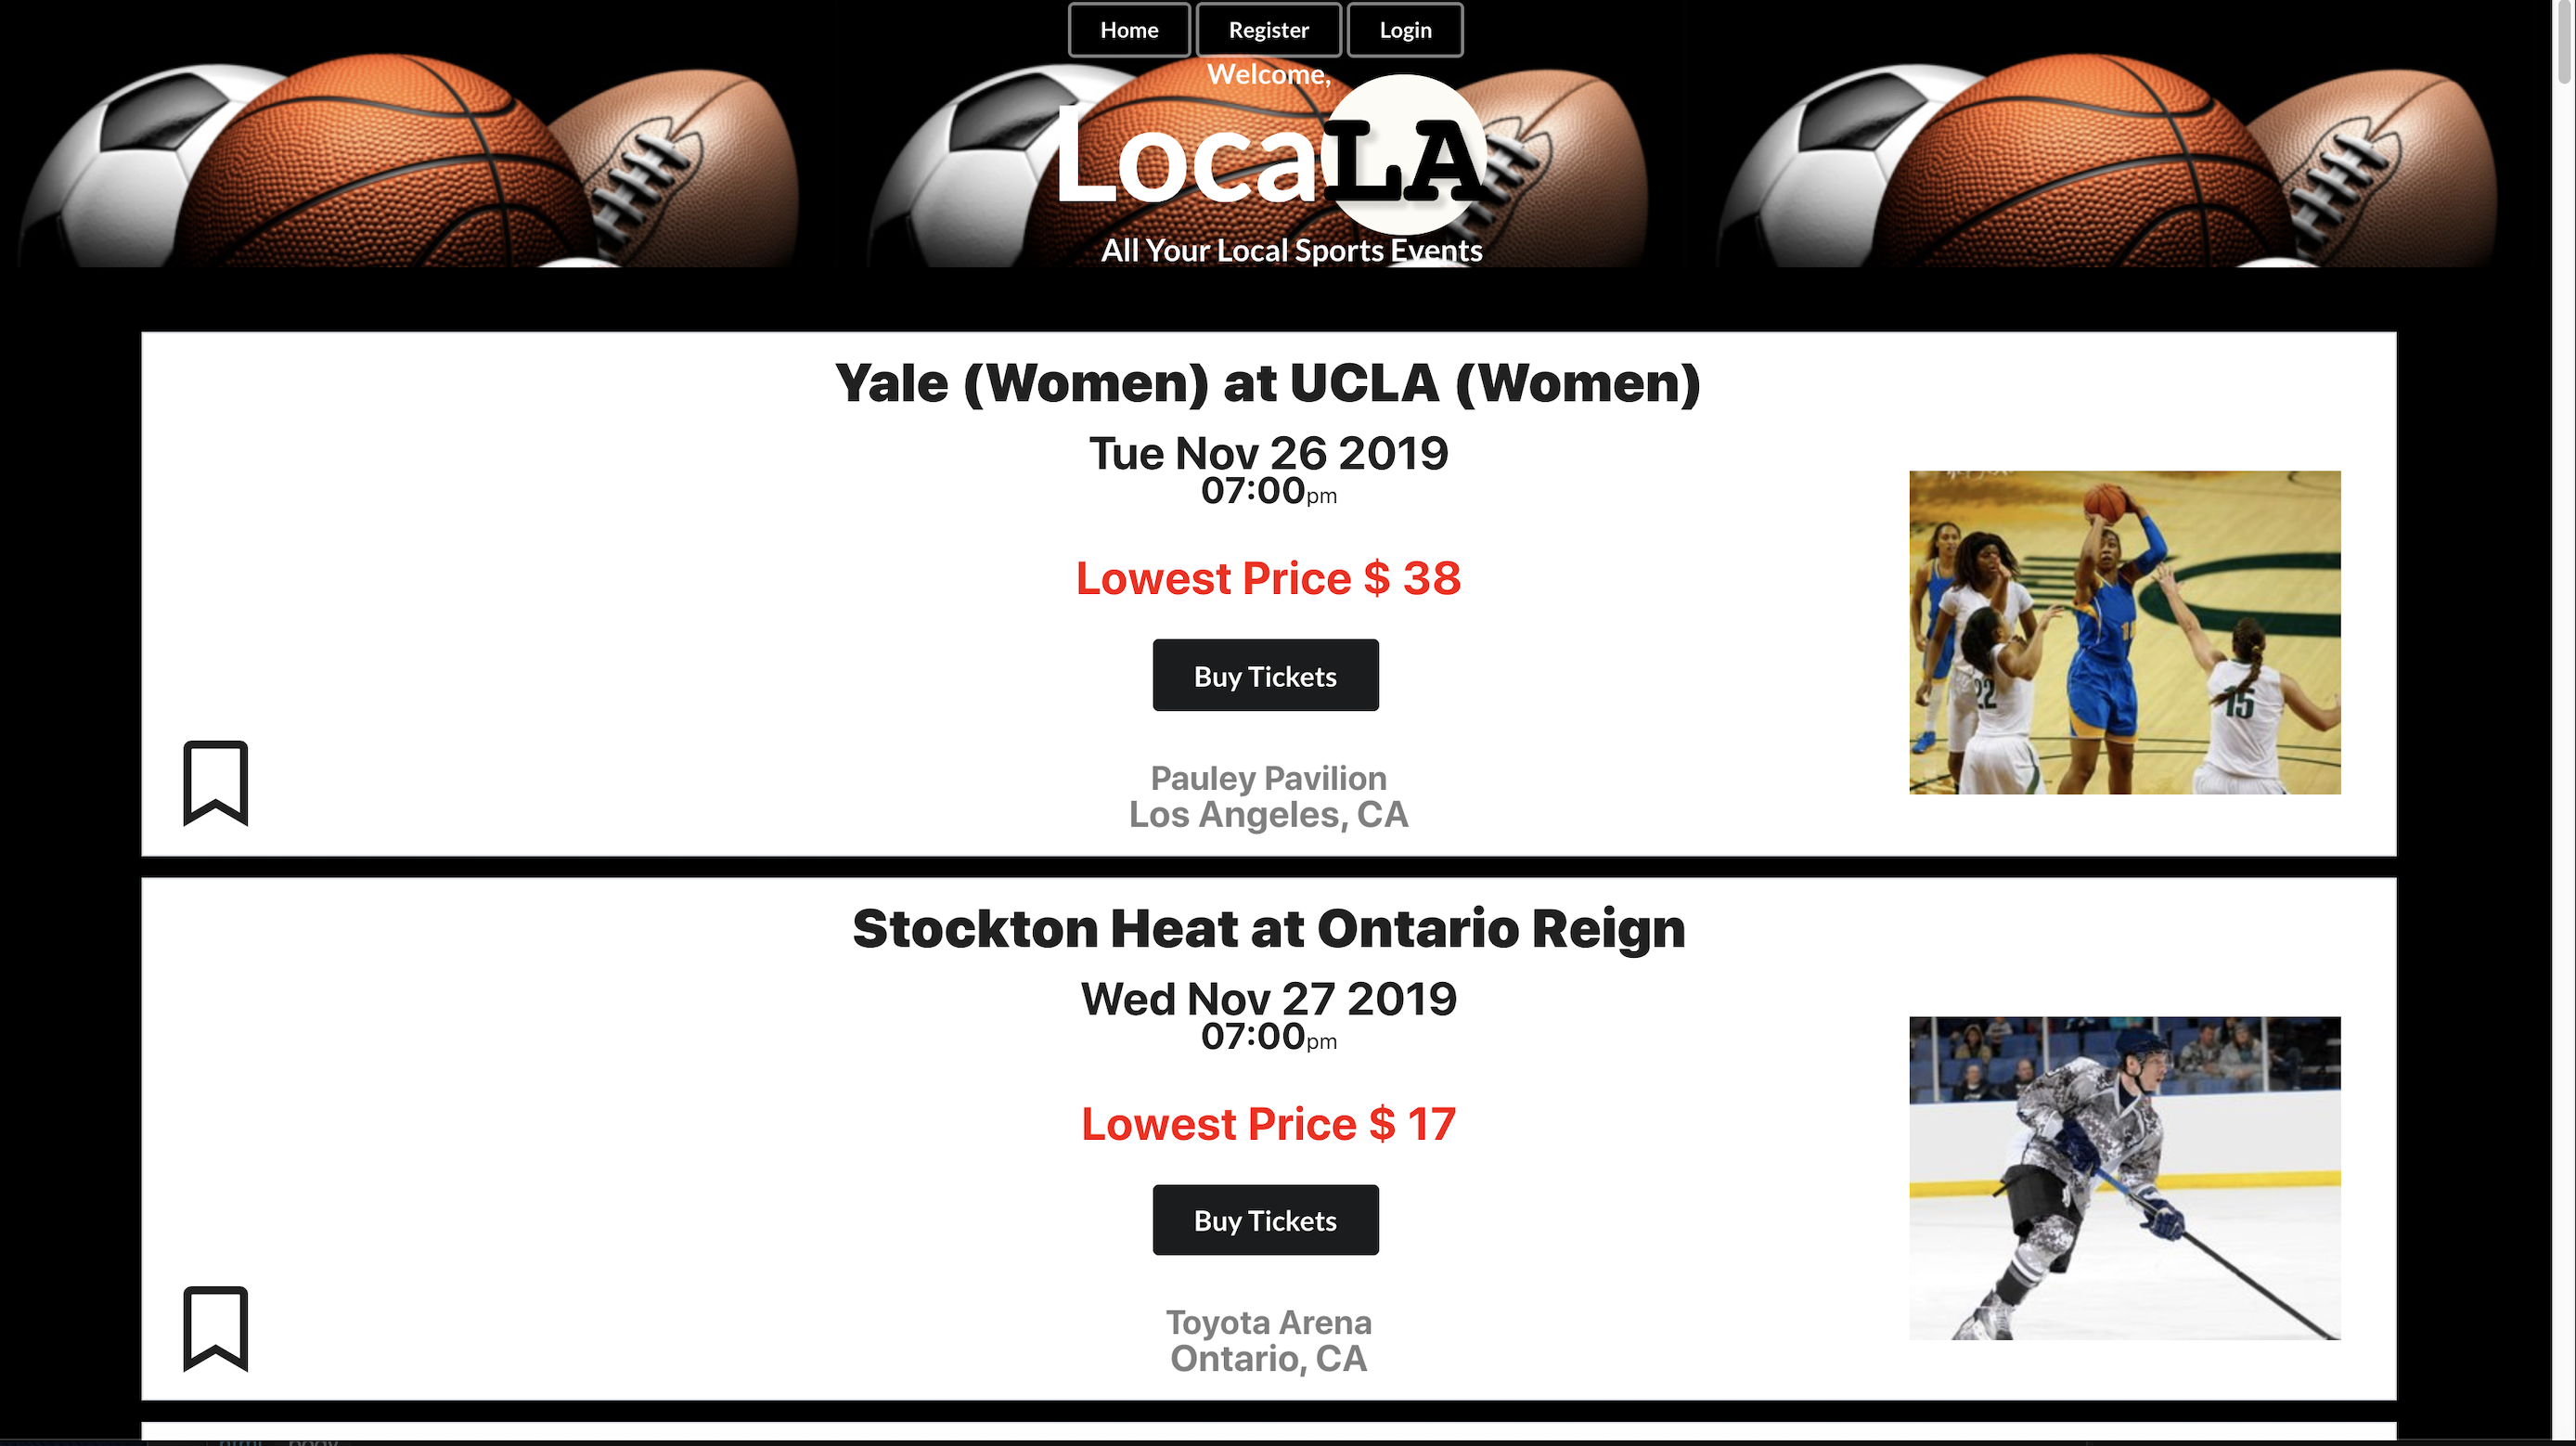 Home Register Login
Welcome,
LocaLA
All Your Local Sports Events
Yale (Women) at UCLA (Women)
Tue Nov 26 2019
07:00pm
Lowest Price $ 38
Buy Tickets
Pauley Pavilion
Los Angeles, CA
22
15
Stockton Heat at Ontario Reign
Wed Nov 27 2019
07:00pm
Lowest Price $ 17
Buy Tickets
Toyota Arena
Ontario, CA